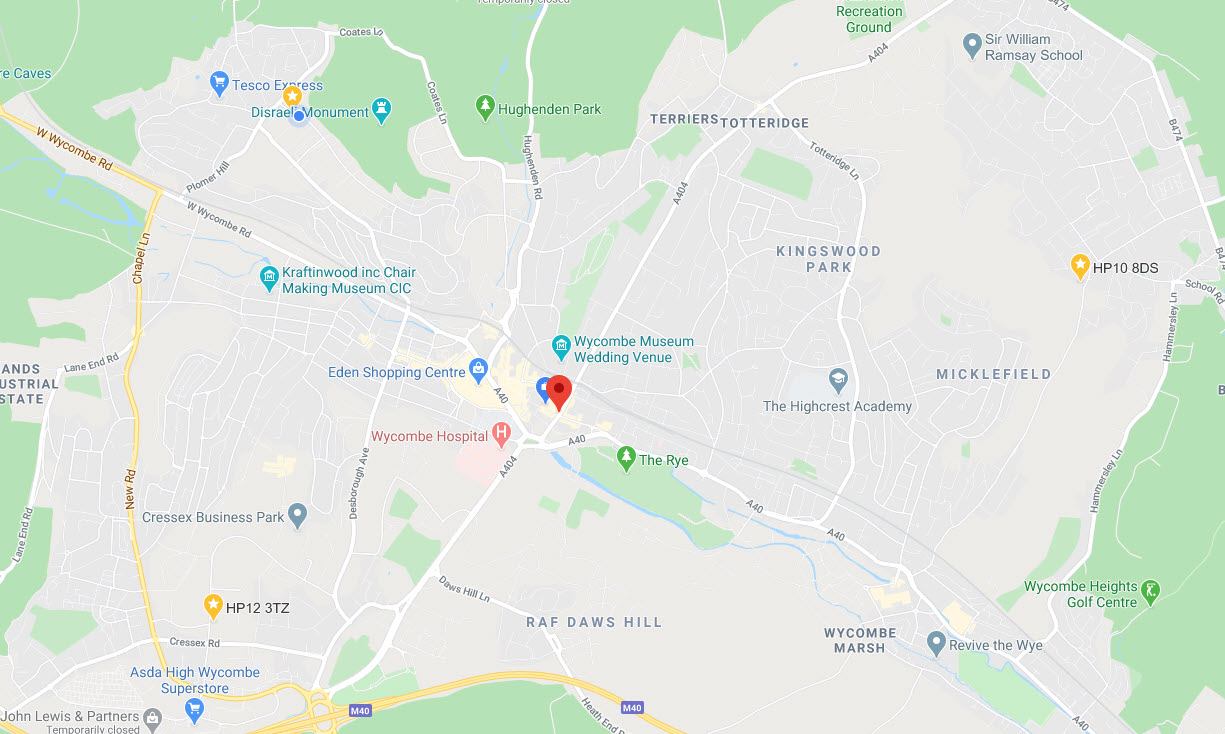 Temporarily closed
Recreation
Ground
Coates Ln
A404
Sir William
Ramsay School
re Caves
Tesco Express
Disraeli Monument
Coates Ln
Hughenden Park
TERRIERS
TOTTERIDGE
B474
W Wycombe Rd
Hughenden Rd
Totteridge Ln
Plomer Hill
A404
W Wycombe Rd
Chapel Ln
KINGSWOOD
PARK
B474
HP10 8DS
School Rd
Kraftinwood inc Chair
Making Museum CIC
Hammersley Ln
Wycombe Museum
Wedding Venue
Lane End Rd
ANDS
USTRIAL
STATE
Eden Shopping Centre
A40
MICKLEFIELD
B
The Highcrest Academy
Wycombe Hospital
A40
The Rye
A404
Desborough Ave
New Rd
Hammersley Ln
A40
Cressex Business Park
Lane End Rd
A40
Daws Hill Ln
Wycombe Heights
Golf Centre
HP12 3TZ
RAF DAWS HILL
WYCOMBE
MARSH
Revive the Wye
Cressex Rd
Asda High Wycombe
Superstore
M40
M40
Heath End Rd
A40
John Lewis & Partners
Temporarily closed